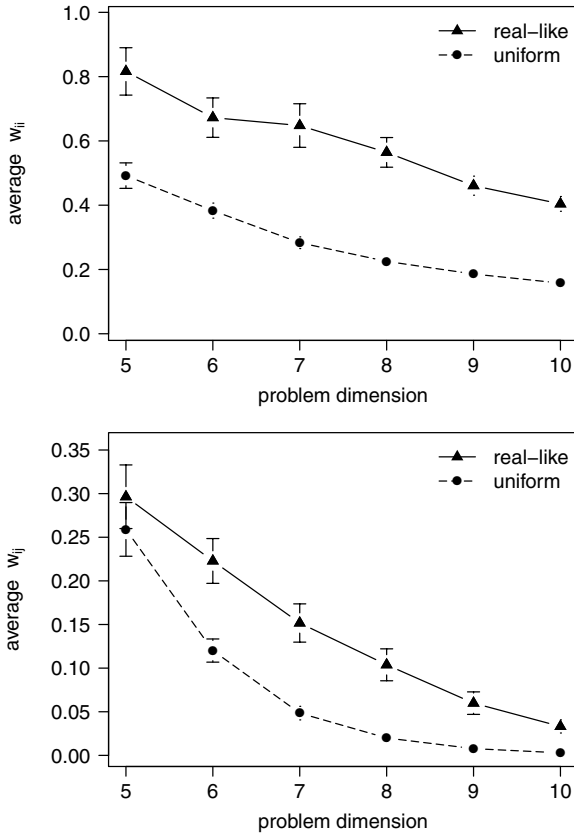 1.0
0.8
0.6
0.4
0.2
0.0
average wii
real−like
uniform
5 6 7 8 9 10
problem dimension
0.35
0.30
0.25
0.20
0.15
0.10
0.05
0.00
average wij
real−like
uniform
5 6 7 8 9 10
problem dimension